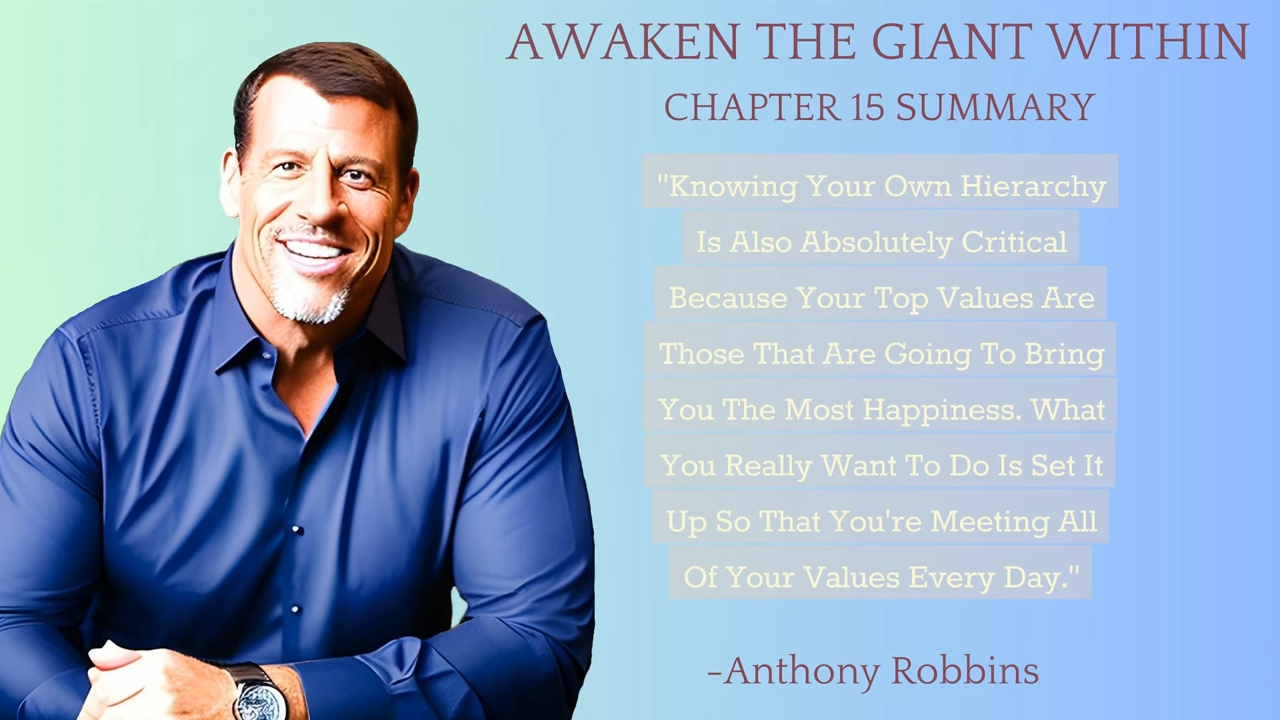 AWAKEN THE GIANT WITHIN
CHAPTER 15 SUMMARY
"Knowing Your Own Hierarchy
Is Also Absolutely Critical
Because Your Top Values Are
Those That Are Going To Bring
You The Most Happiness. What
You Really Want To Do Is Set It
Up So That You're Meeting All
Of Your Values Every Day."
-Anthony Robbins